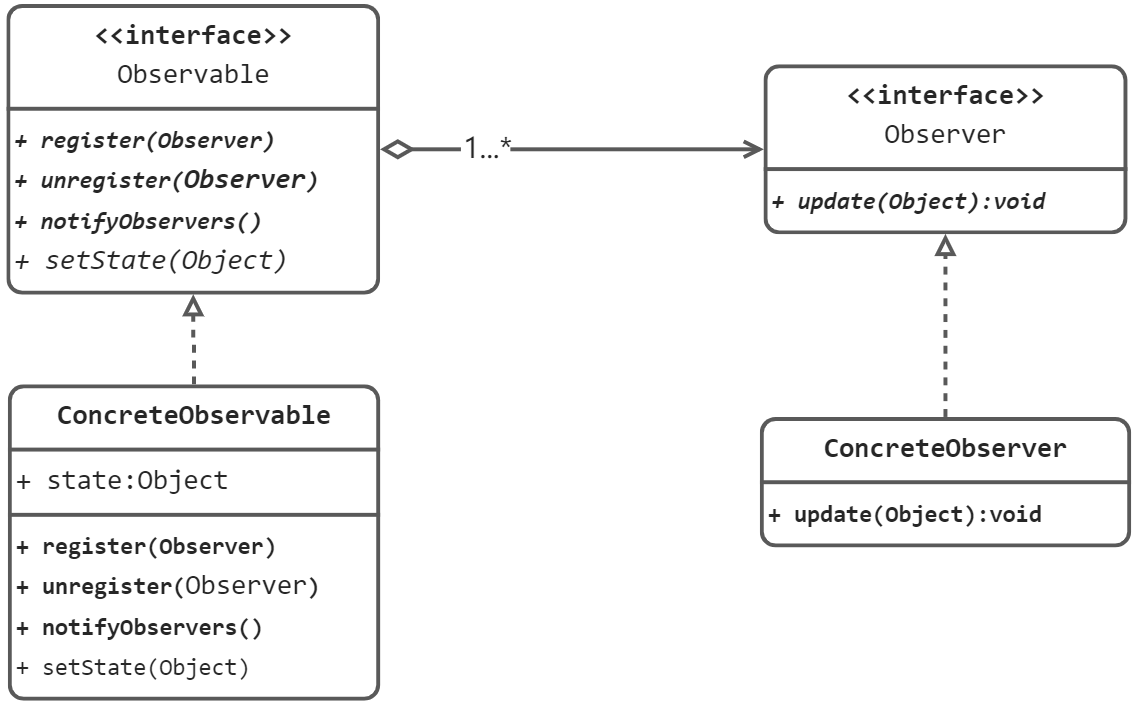 <<interface>>
Observable
+ register(Observer)
+ unregister(Observer)
+ notifyObservers()
+ setState(Object)
1...*
<<interface>>
Observer
+ update(Object):void
ConcreteObservable
+ state:Object
+ register(Observer)
+ unregister(Observer)
+ notifyObservers()
+ setState(Object)
ConcreteObserver
+ update(Object):void